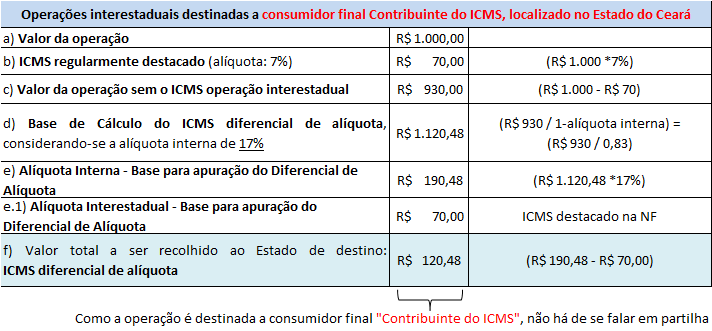 Operações interestaduais destinadas a consumidor final Contribuinte do ICMS, localizado no Estado do Ceará
a) Valor da operação R$ 1.000,00
b) ICMS regularmente destacado (alíquota: 7%) R$ 70,00 (R$ 1.000 *7%)
c) Valor da operação sem o ICMS operação interestadual R$ 930,00 (R$ 1.000 - R$ 70)
d) Base de Cálculo do ICMS diferencial de alíquota,
considerando-se a alíquota interna de 17%
R$ 1.120,48
(R$ 930 / 1-alíquota interna) =
(R$ 930 / 0,83)
e) Alíquota Interna - Base para apuração do Diferencial de
Alíquota
R$ 190,48 (R$ 1.120,48 *17%)
e.1) Alíquota Interestadual - Base para apuração do
Diferencial de Alíquota
R$ 70,00 ICMS destacado na NF
f) Valor total a ser recolhido ao Estado de destino:
ICMS diferencial de alíquota
R$ 120,48 (R$ 190,48 - R$ 70,00)
Como a operação é destinada a consumidor final "Contribuinte do ICMS", não há de se falar em partilha